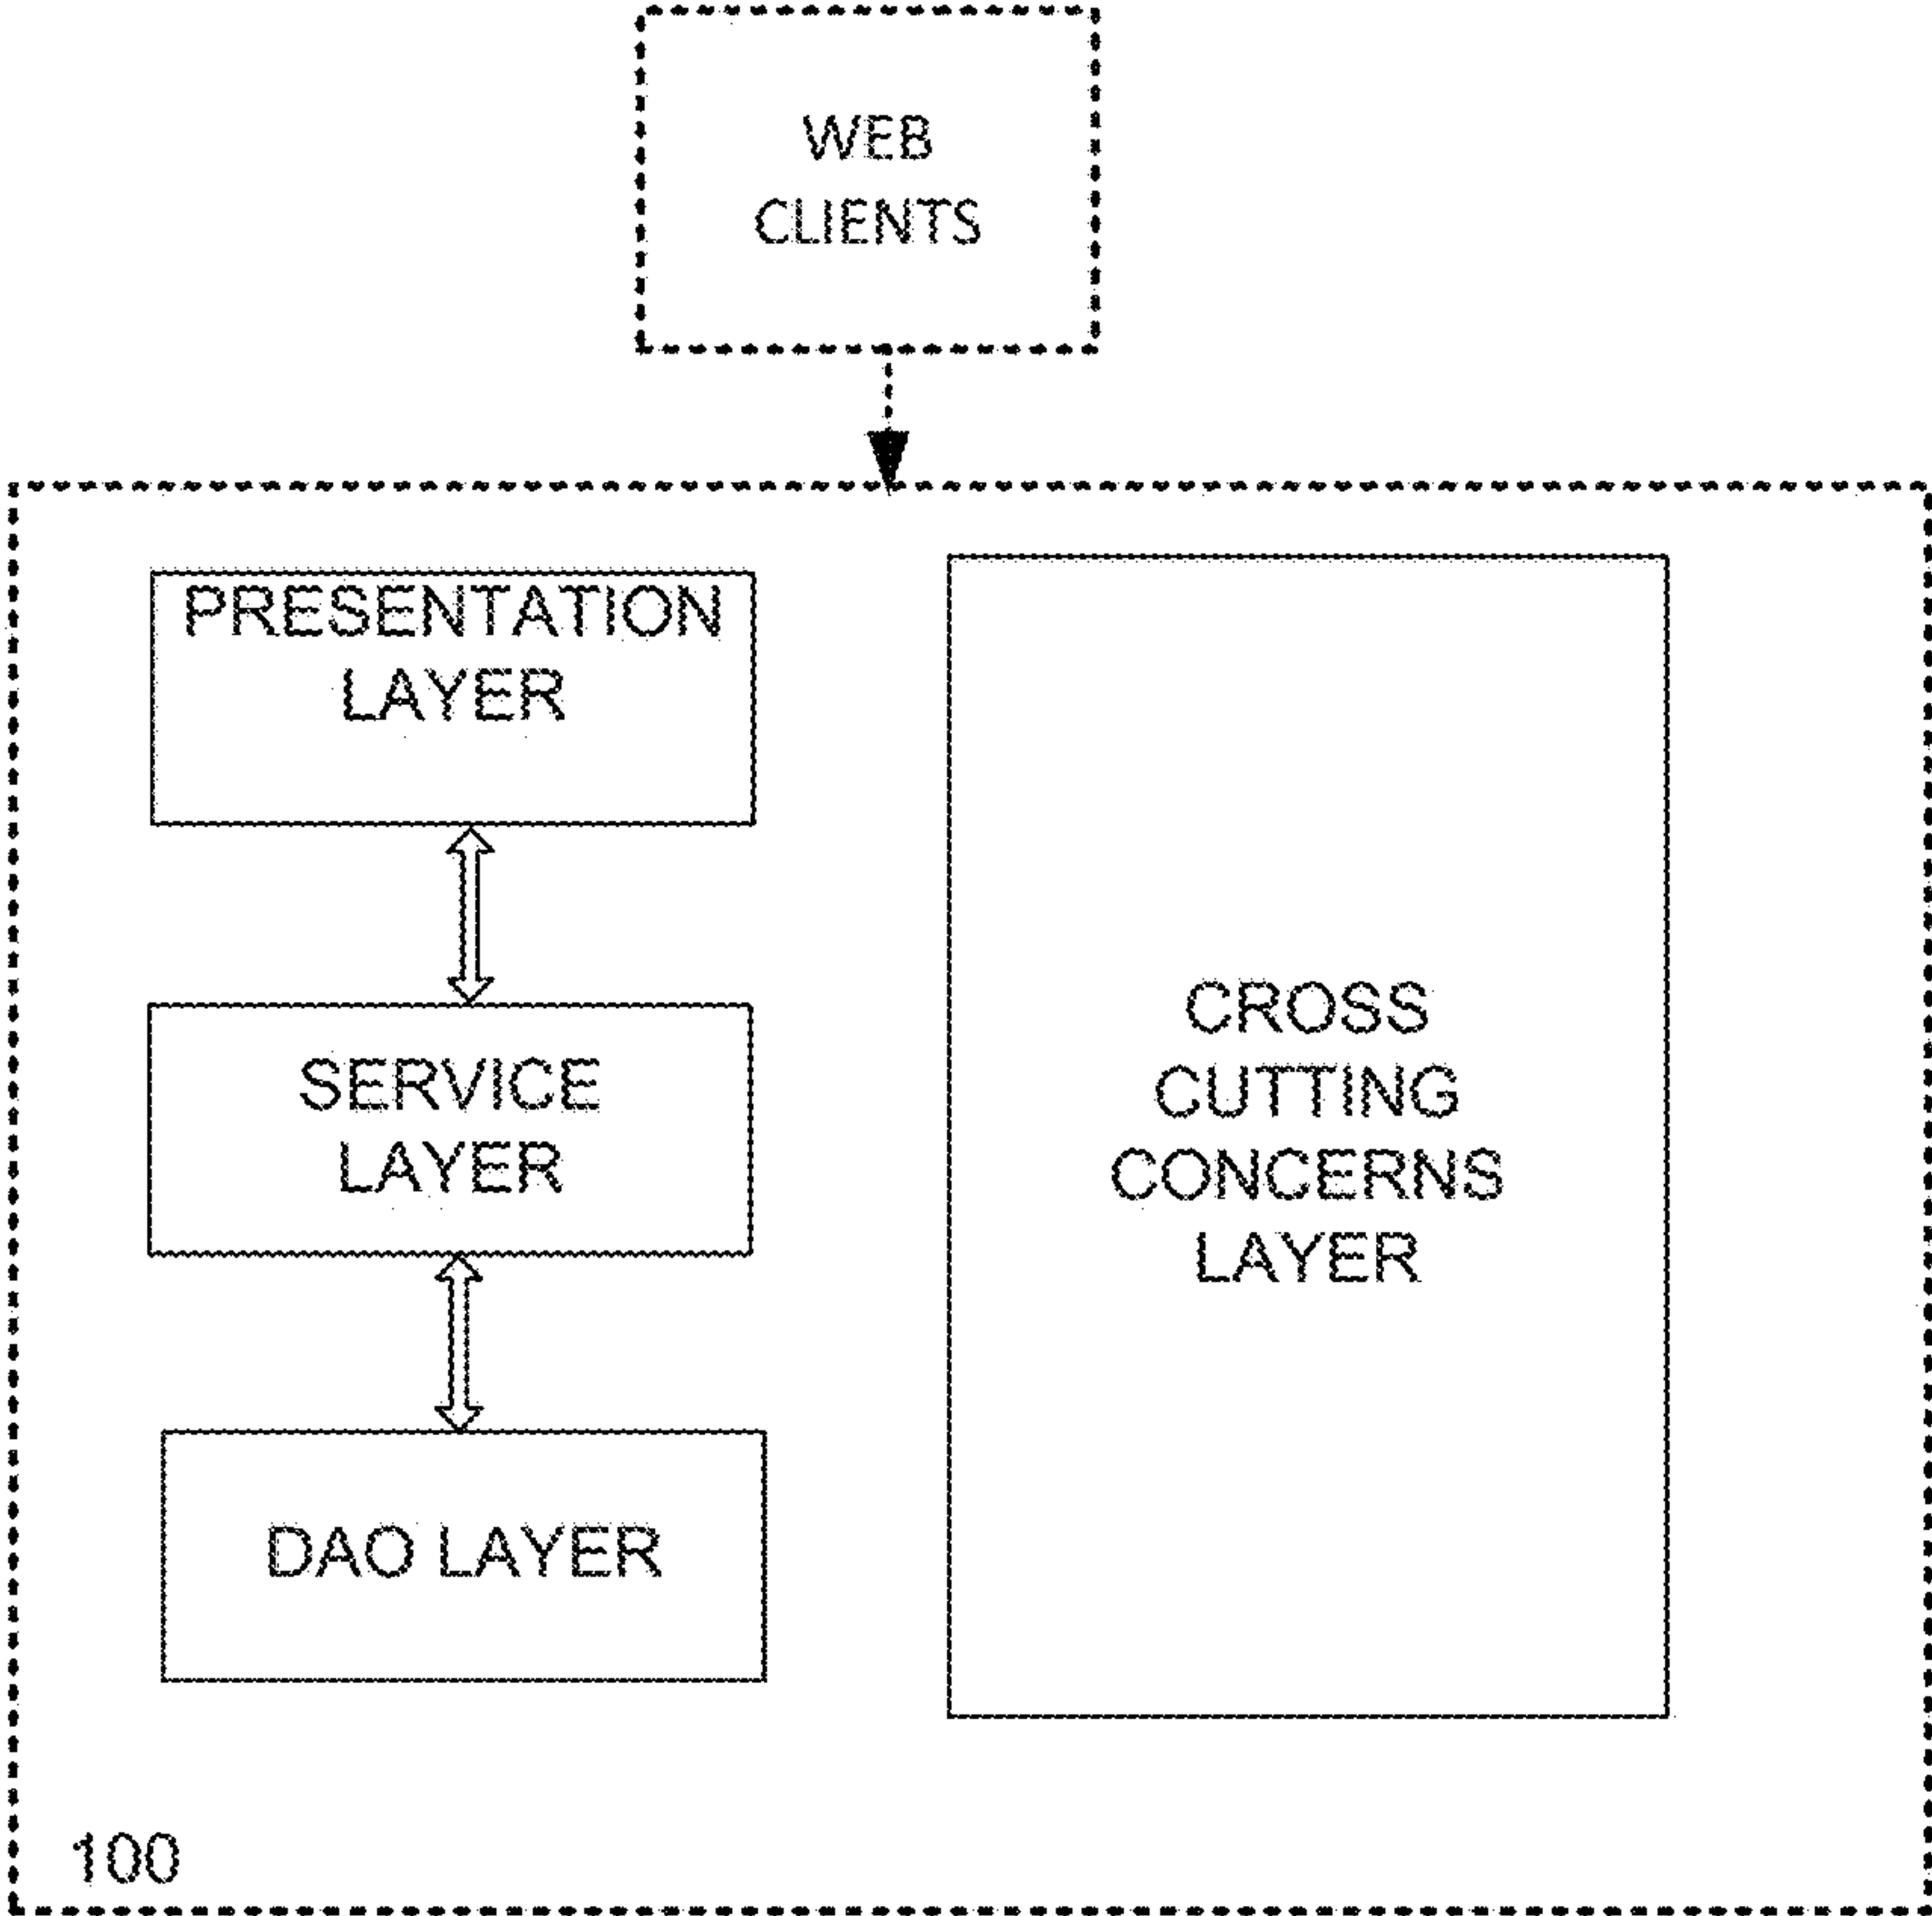 WEB
CLIENTS
PRESENTATION
LAYER
SERVICE
LAYER
DAO LAYER
CROSS
CUTTING
CONCERNS
LAYER
100